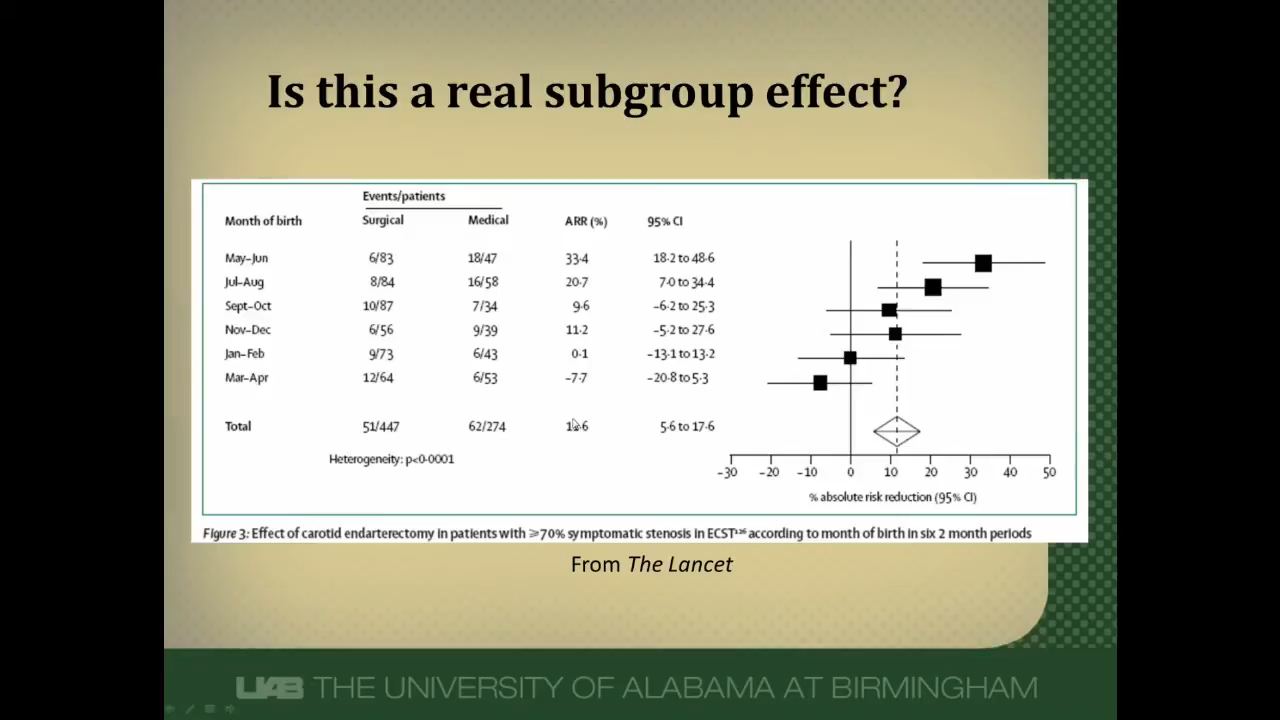 Is this a real subgroup effect?
Events/patients
Month of birth Surgical Medical ARR (%) 95% CI
May–Jun 6/83 18/47 33·4 18·2 to 48·6
Jul–Aug 8/84 16/58 20·7 7·0 to 34·4
Sept–Oct 10/87 7/34 9·6 –6·2 to 25·3
Nov–Dec 6/56 9/39 11·2 –5·2 to 27·6
Jan–Feb 9/73 6/43 0·1 –13·1 to 13·2
Mar–Apr 12/64 6/53 –7·7 –20·8 to 5·3
Total 51/447 62/274 5·6 to 17·6
Heterogeneity: p<0·0001
–30 –20 –10 0 10 20 30 40 50
% absolute risk reduction (95% CI)
Figure 3: Effect of carotid endarterectomy in patients with ≥70% symptomatic stenosis in ECST¹²⁶ according to month of birth in six 2 month periods
From The Lancet
UAB THE UNIVERSITY OF ALABAMA AT BIRMINGHAM